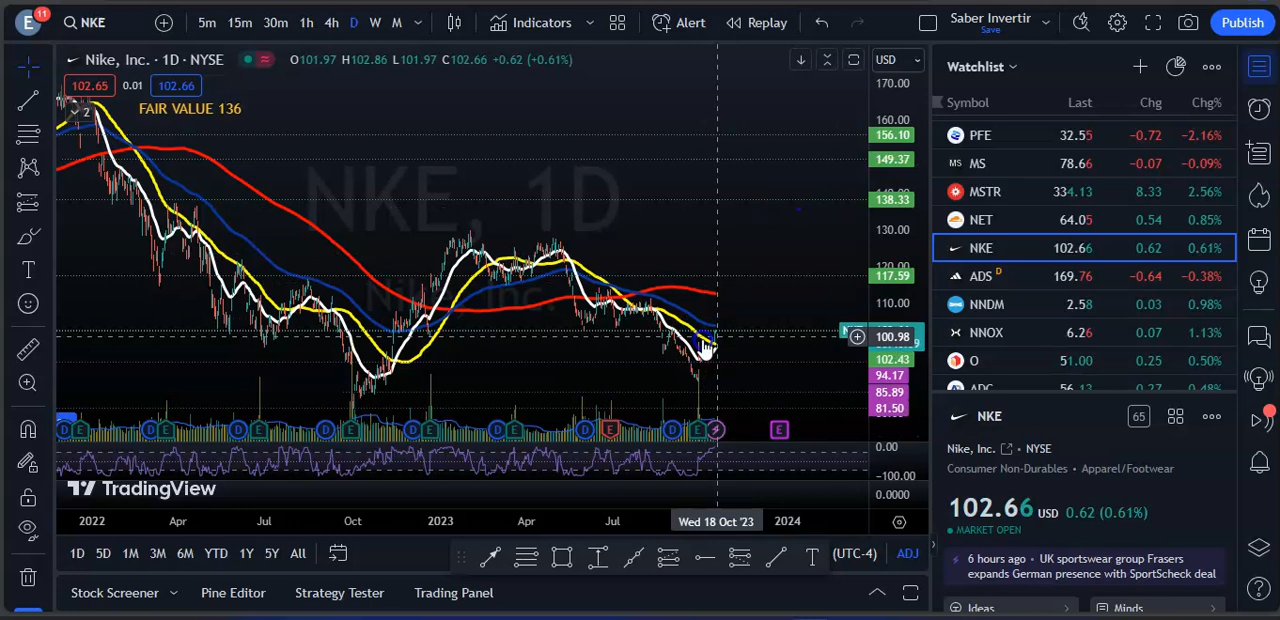 E 11 NKE 5m 15m 30m 1h 4h D W M Indicators Alert Replay Saber Invertir Save Publish
Nike, Inc. · 1D · NYSE O101.97 H102.86 L101.97 C102.66 +0.62 (+0.61%) USD
102.65 0.01 102.66
2 FAIR VALUE 136
NKE, 1D
Nike, Inc.
170.00
160.00
156.10
149.37
138.33
130.00
117.59
110.00
100.98
102.43
94.17
85.89
81.50
D E D E D E D E D E D E D E D E E
0.00
−100.00
0.0000
TradingView
2022 Apr Jul Oct 2023 Apr Jul Wed 18 Oct '23 2024
1D 5D 1M 3M 6M YTD 1Y 5Y All (UTC-4) ADJ
Stock Screener Pine Editor Strategy Tester Trading Panel
Watchlist
Symbol Last Chg Chg%
PFE 32.55 −0.72 −2.16%
MS MS 78.66 −0.07 −0.09%
MSTR 334.13 8.33 2.56%
NET 64.05 0.54 0.85%
NKE 102.66 0.62 0.61%
ADS D 169.76 −0.64 −0.38%
NNDM 2.58 0.03 0.98%
NNOX 6.26 0.07 1.13%
O 51.00 0.25 0.50%
NKE 65
Nike, Inc. · NYSE
Consumer Non-Durables • Apparel/Footwear
102.66 USD 0.62 (0.61%)
MARKET OPEN
6 hours ago • UK sportswear group Frasers
expands German presence with SportScheck deal
Ideas Minds